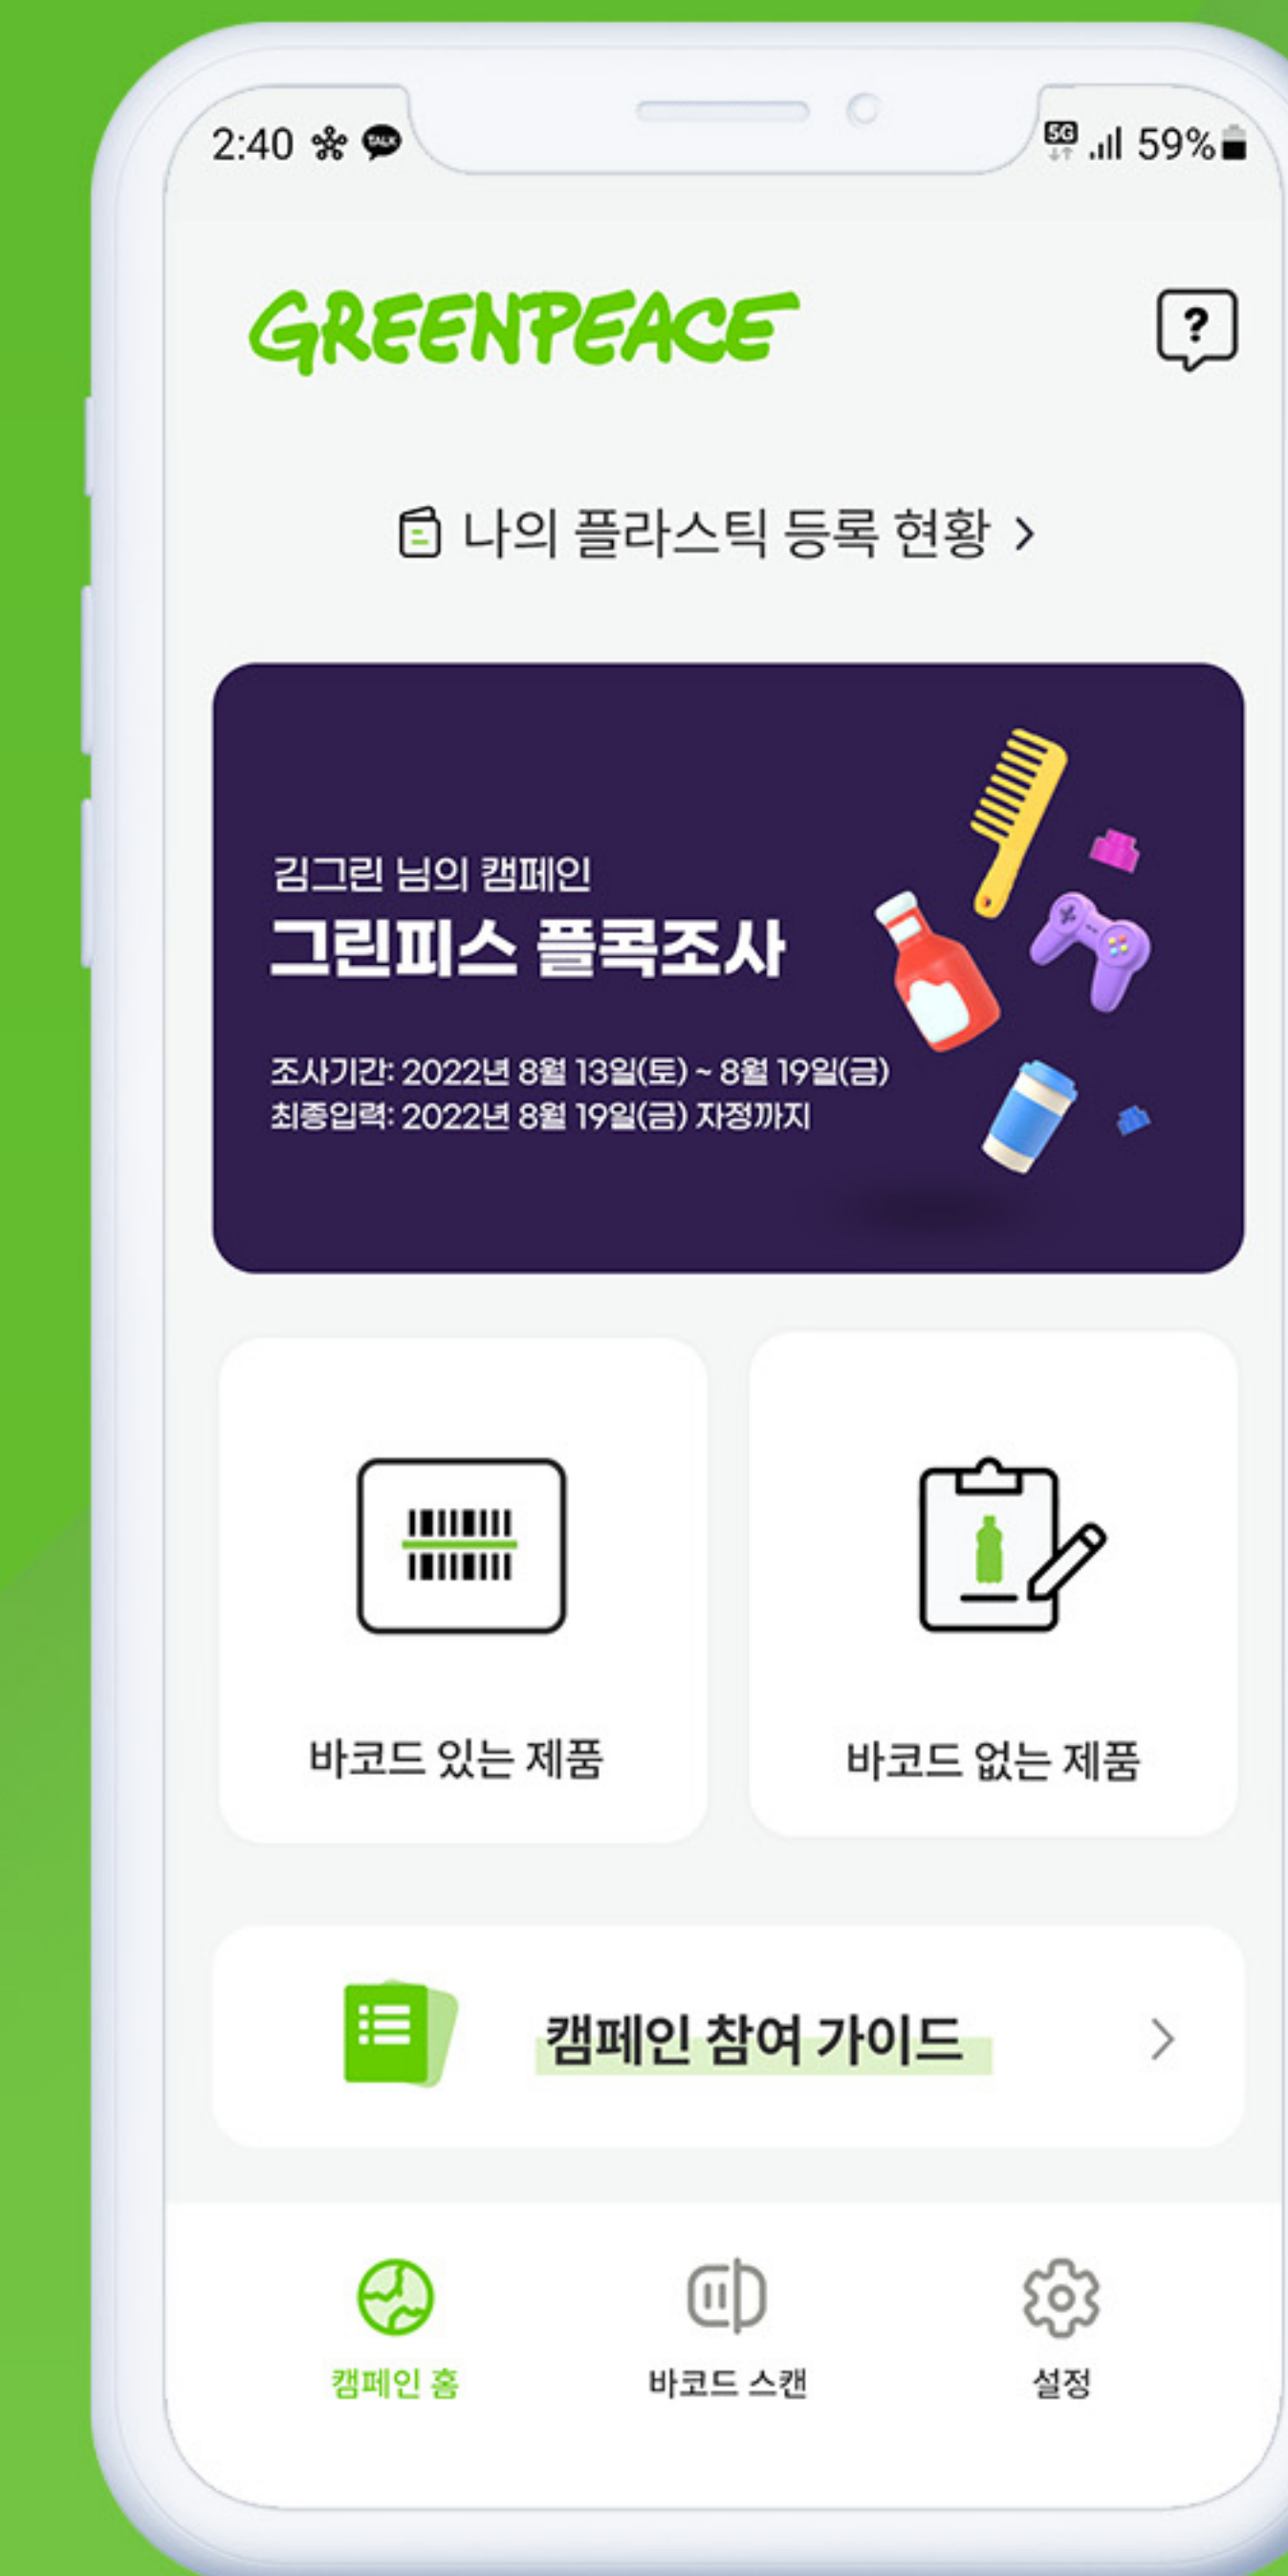 2:40 TALK 5G 59%
GREENPEACE ?
나의 플라스틱 등록 현황 >
김그린 님의 캠페인
그린피스 플콕조사
조사기간: 2022년 8월 13일(토) ~ 8월 19일(금)
최종입력: 2022년 8월 19일(금) 자정까지
바코드 있는 제품
바코드 없는 제품
캠페인 참여 가이드 >
캠페인 홈
바코드 스캔
설정